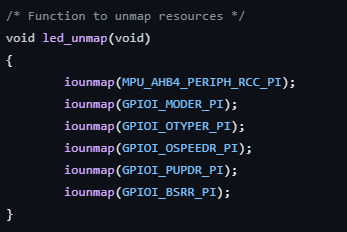 /* Function to unmap resources */
void led_unmap(void)
{
        iounmap(MPU_AHB4_PERIPH_RCC_PI);
        iounmap(GPIOI_MODER_PI);
        iounmap(GPIOI_OTYPER_PI);
        iounmap(GPIOI_OSPEEDR_PI);
        iounmap(GPIOI_PUPDR_PI);
        iounmap(GPIOI_BSRR_PI);
}